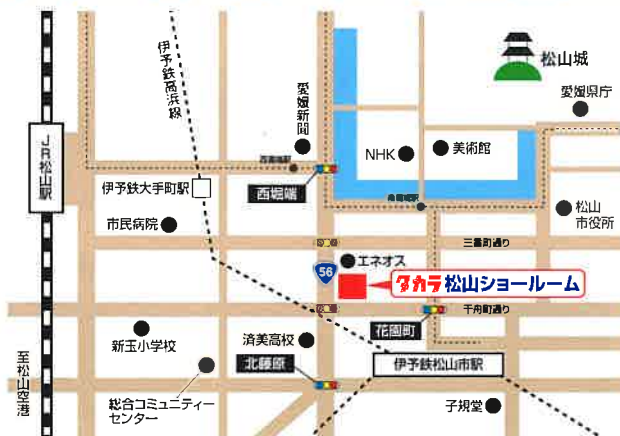 伊予鉄高浜線
愛媛新聞
松山城
愛媛県庁
JR松山駅
NHK
美術館
西堀端
伊予鉄大手町駅
市民病院
松山
市役所
三番町通り
エネオス
56
タカラ松山ショールーム
千舟町通り
花園町
新玉小学校
済美高校
北藤原
伊予鉄松山市駅
至松山空港
総合コミュニティー
センター
子規堂